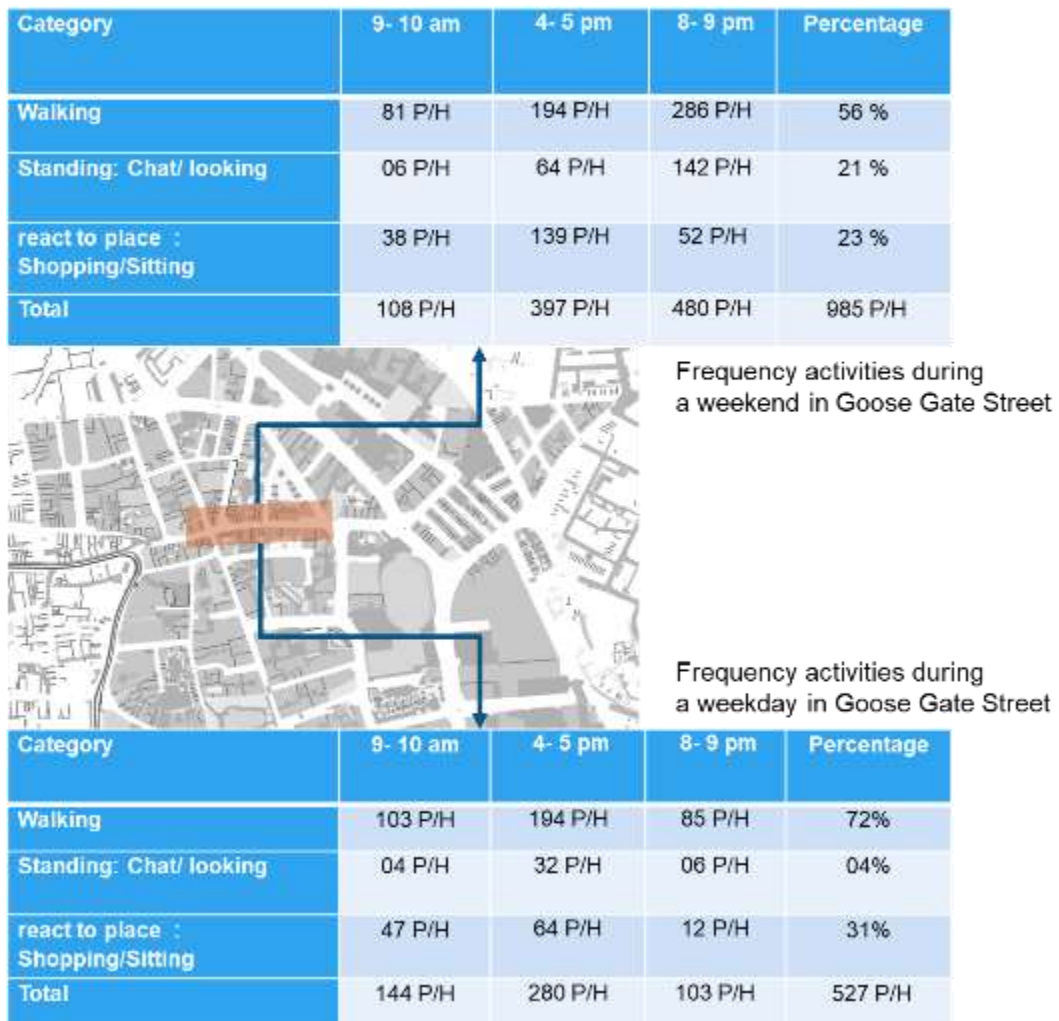 Category 9- 10 am 4- 5 pm 8- 9 pm Percentage
Walking 81 P/H 194 P/H 286 P/H 56 %
Standing: Chat/ looking 06 P/H 64 P/H 142 P/H 21 %
react to place : 38 P/H 139 P/H 52 P/H 23 %
Shopping/Sitting
Total 108 P/H 397 P/H 480 P/H 985 P/H
Frequency activities during
a weekend in Goose Gate Street
Frequency activities during
a weekday in Goose Gate Street
Category 9- 10 am 4- 5 pm 8- 9 pm Percentage
Walking 103 P/H 194 P/H 85 P/H 72%
Standing: Chat/ looking 04 P/H 32 P/H 06 P/H 04%
react to place : 47 P/H 64 P/H 12 P/H 31%
Shopping/Sitting
Total 144 P/H 280 P/H 103 P/H 527 P/H